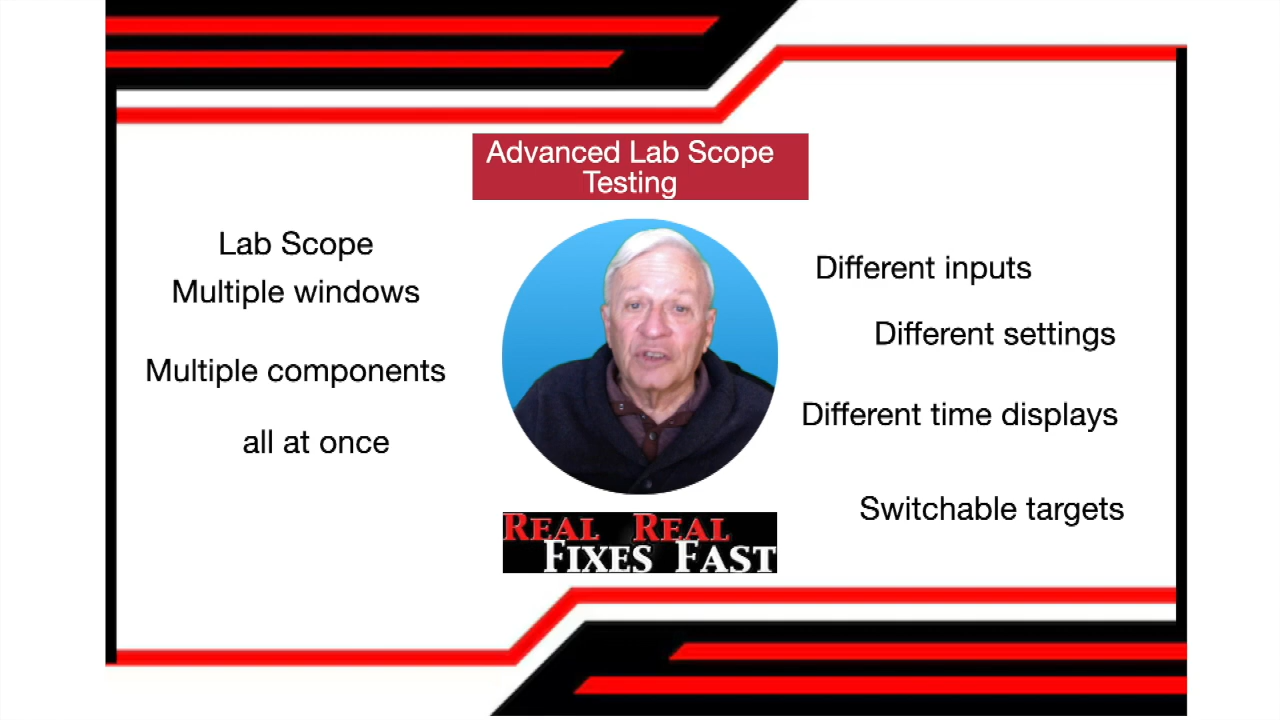 Advanced Lab Scope
Testing
Lab Scope
Multiple windows
Multiple components
all at once
Different inputs
Different settings
Different time displays
Switchable targets
REAL REAL
FIXES FAST